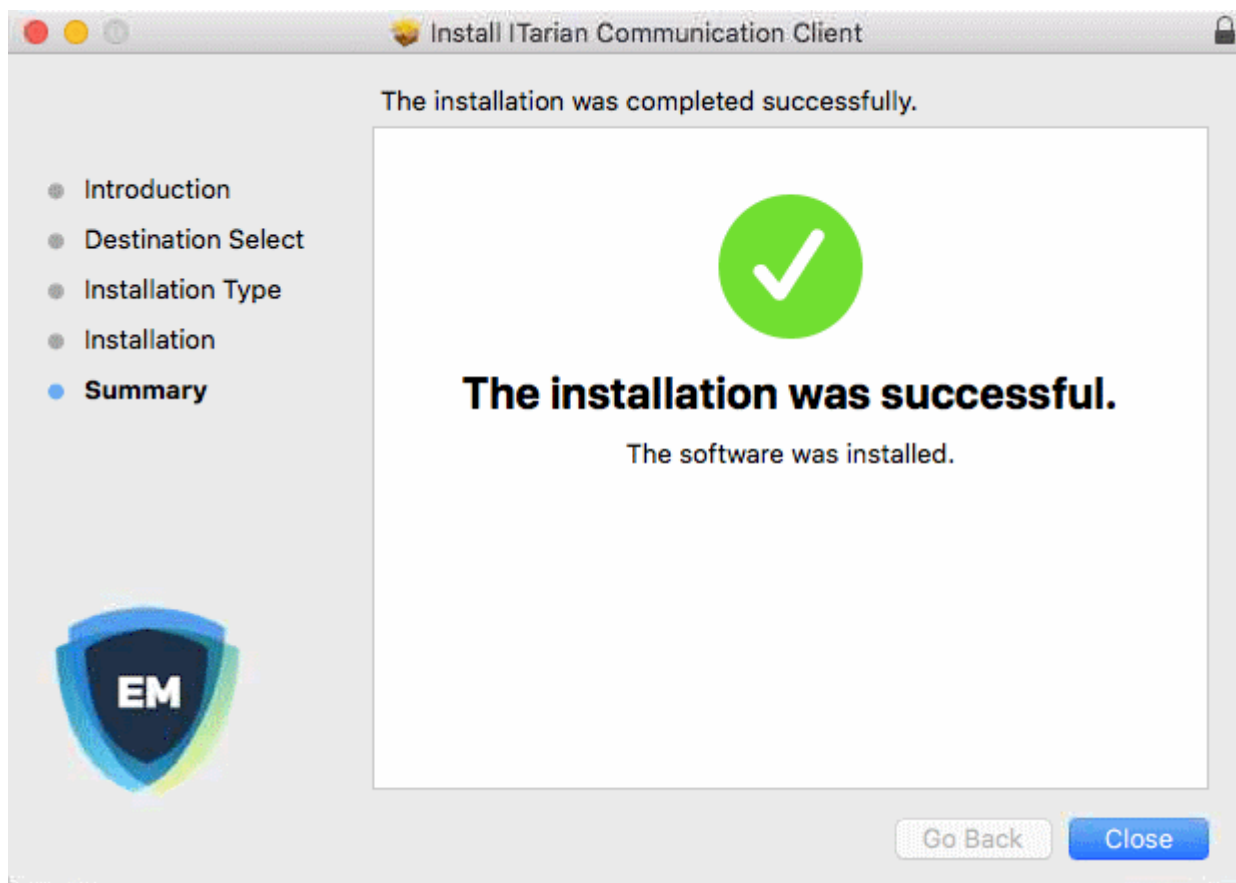 Install ITarian Communication Client
The installation was completed successfully.
Introduction
Destination Select
Installation Type
Installation
Summary
The installation was successful.
The software was installed.
EM
Go Back
Close